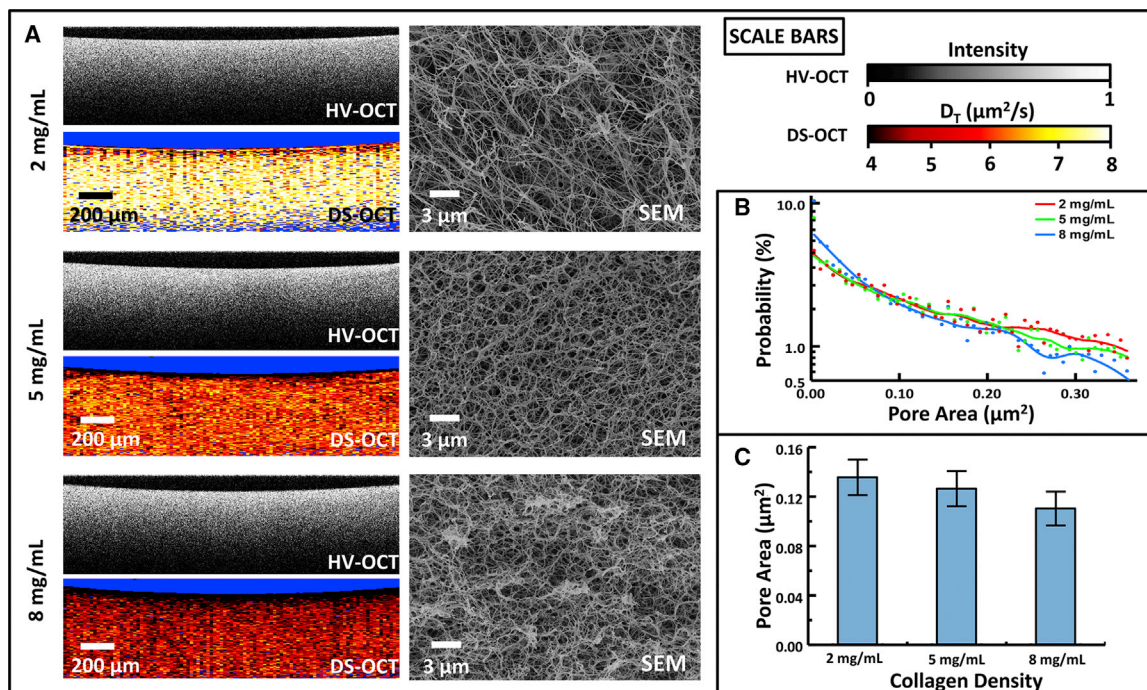 A
2 mg/mL
HV-OCT
200 μm
DS-OCT
3 μm
SEM
5 mg/mL
HV-OCT
200 μm
DS-OCT
3 μm
SEM
8 mg/mL
HV-OCT
200 μm
DS-OCT
3 μm
SEM
SCALE BARS
Intensity
HV-OCT
0 1
D_T (μm²/s)
DS-OCT
4 5 6 7 8
B
2 mg/mL
5 mg/mL
8 mg/mL
Probability (%)
10.0
1.0
0.5
0.00 0.10 0.20 0.30
Pore Area (μm²)
C
Pore Area (μm²)
0.16
0.12
0.08
0.04
0.00
2 mg/mL 5 mg/mL 8 mg/mL
Collagen Density